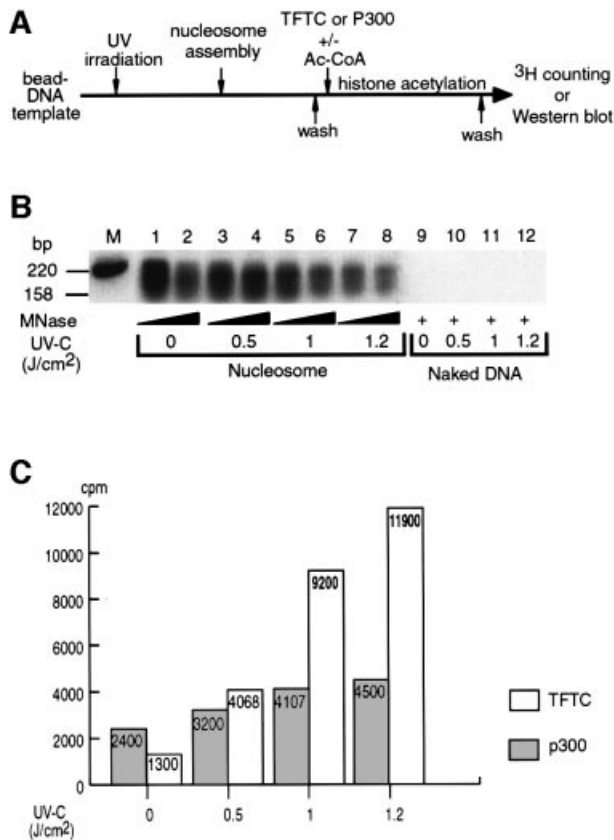 A
bead-
DNA
template
UV
irradiation
nucleosome
assembly
TFTC or P300
+/-
Ac-CoA
histone acetylation
wash
wash
³H counting
or
Western blot
B
bp M 1 2 3 4 5 6 7 8 9 10 11 12
220
158
MNase + + + +
UV-C 0 0.5 1 1.2 0 0.5 1 1.2
(J/cm²)
Nucleosome Naked DNA
C
cpm
12000
10000
8000
6000
4000
2000
0
2400
1300
3200
4068
4107
9200
4500
11900
TFTC
p300
UV-C 0 0.5 1 1.2
(J/cm²)